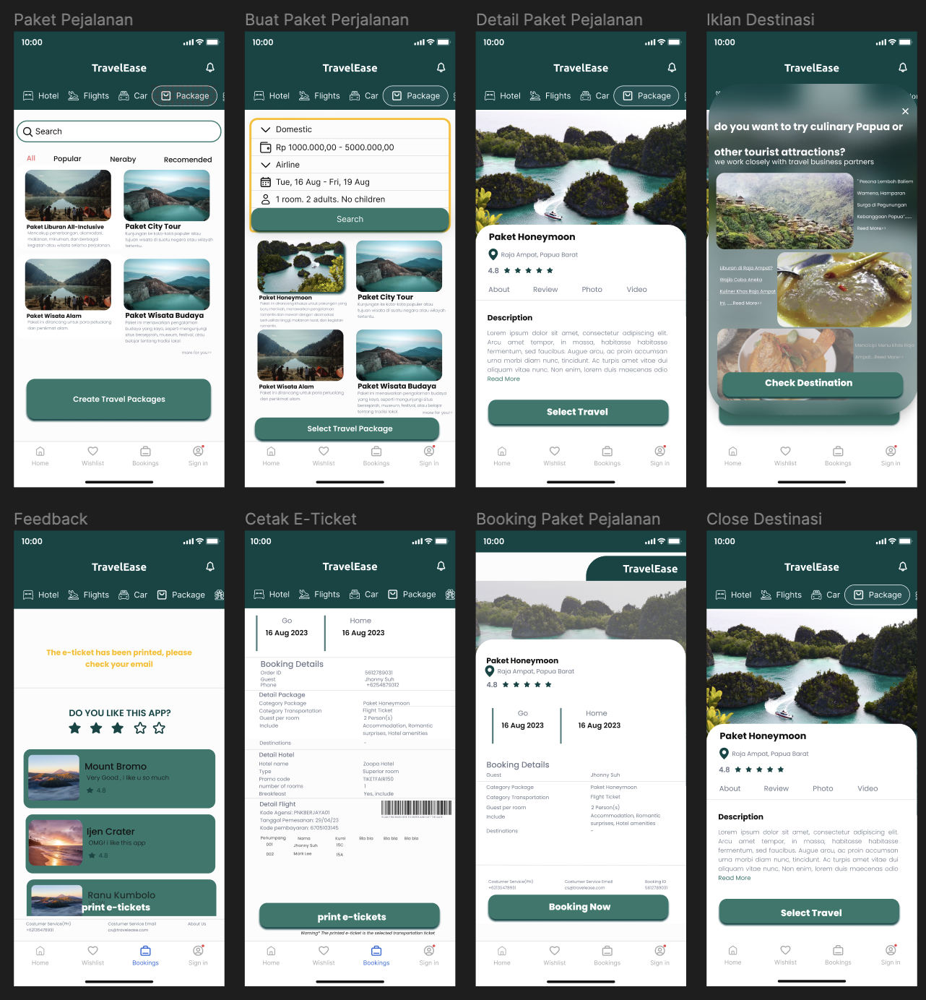 Paket Pejalanan
10:00
TravelEase
Hotel Flights Car Package
Search
All Popular Neraby Recomended
Paket Liburan All-Inclusive
Mencakup penerbangan, akomodasi, makanan, minuman, dan berbagai kegiatan atau wisata selama perjalanan.
Paket City Tour
Kunjungan ke kota-kota populer atau tujuan wisata di suatu negara atau wilayah tertentu.
Paket Wisata Alam
Paket ini dirancang untuk para petualang dan penikmat alam.
Paket Wisata Budaya
Paket ini menawarkan pengalaman budaya yang kaya, seperti mengunjungi situs bersejarah, museum, festival, atau belajar tentang tradisi lokal.
more for you>>
Create Travel Packages
Home Wishlist Bookings Sign in
Buat Paket Perjalanan
10:00
TravelEase
Hotel Flights Car Package
Domestic
Rp 1000.000,00 - 5000.000,00
Airline
Tue, 16 Aug - Fri, 19 Aug
1 room. 2 adults. No children
Search
Paket Honeymoon
Paket ini dirancang khusus untuk pasangan yang baru menikah, menawarkan pengalaman romantis dan mewah dengan akomodasi berkualitas tinggi, makanan lezat, dan kegiatan romantis.
Paket City Tour
Kunjungan ke kota-kota populer atau tujuan wisata di suatu negara atau wilayah tertentu.
Paket Wisata Alam
Paket ini dirancang untuk para petualang dan penikmat alam.
Paket Wisata Budaya
Paket ini menawarkan pengalaman budaya yang kaya, seperti mengunjungi situs bersejarah, museum, festival, atau belajar tentang tradisi lokal.
more for you>>
Select Travel Package
Home Wishlist Bookings Sign in
Detail Paket Pejalanan
10:00
TravelEase
Hotel Flights Car Package
Paket Honeymoon
Raja Ampat, Papua Barat
4.8
About Review Photo Video
Description
Lorem ipsum dolor sit amet, consectetur adipiscing elit.
Arcu amet tempor, in massa, habitasse habitasse
fermentum, sed faucibus. Augue arcu, ac proin accumsan
urna morbi diam nunc, tincidunt. Ac turpis amet vitae dui
aliquam vitae nunc. Non enim, lorem duis maecenas odio
Read More
Select Travel
Home Wishlist Bookings Sign in
Iklan Destinasi
10:00
TravelEase
do you want to try culinary Papua or
other tourist attractions?
we work closely with travel business partners
" Pesona Lembah Baliem
Wamena, Hamparan
Surga di Pegunungan
Kebanggaan Papua"......
Reed More>>
Liburan di Raja Ampat?
Wajib Coba Aneka
Kuliner Khas Raja Ampat
Ini, .....Reed More>>
Mencicipi Menu Khas Raja
Ampat....Reed More>>
Check Destination
Home Wishlist Bookings Sign in
Feedback
10:00
TravelEase
Hotel Flights Car Package
The e-ticket has been printed, please
check your email
DO YOU LIKE THIS APP?
Mount Bromo
Very Good , i like u so much
4.8
Ijen Crater
OMG! i like this app
4.8
Ranu Kumbolo
print e-tickets
Costumer Service(PH) Costumer Service Email About Us
+62135478931 cs@travelease.com
Home Wishlist Bookings Sign in
Cetak E-Ticket
10:00
TravelEase
Hotel Flights Car Package
Go Home
16 Aug 2023 16 Aug 2023
Booking Details
Order ID 5612789031
Guest Jhonny Suh
Phone +6254879312
Detail Package
Category Package Paket Honeymoon
Category Transportation Flight Ticket
Guest per room 2 Person(s)
Include Accommodation, Romantic
surprises, Hotel amenities
Destinations -
Detail Hotel
Hotel name Zoopa Hotel
Type Superior room
Promo code TIKETFAIR150
number of rooms 1
Breakfeast Yes, include
Detail Flight
Kode Agensi: PNKBERJAYA01
Tanggal Pemesanan: 29/04/23
Kode pembayaran: 6705103145
Penumpang Nama Kursi Bla bla Bla bla Bla bla
001 Jhonny Suh 15C
002 Mark Lee 15A
print e-tickets
Warning* The printed e-ticket is the selected transportation ticket
Home Wishlist Bookings Sign in
Booking Paket Pejalanan
10:00
TravelEase
Paket Honeymoon
Raja Ampat, Papua Barat
4.8
Go Home
16 Aug 2023 16 Aug 2023
Booking Details
Guest Jhonny Suh
Category Package Paket Honeymoon
Category Transportation Flight Ticket
Guest per room 2 Person(s)
Include Accommodation, Romantic
surprises, Hotel amenities
Destinations -
Costumer Service(PH) Costumer Service Email Booking ID
+62135478931 cs@travelease.com 5612789031
Booking Now
Home Wishlist Bookings Sign in
Close Destinasi
10:00
TravelEase
Hotel Flights Car Package
Paket Honeymoon
Raja Ampat, Papua Barat
4.8
About Review Photo Video
Description
Lorem ipsum dolor sit amet, consectetur adipiscing elit.
Arcu amet tempor, in massa, habitasse habitasse
fermentum, sed faucibus. Augue arcu, ac proin accumsan
urna morbi diam nunc, tincidunt. Ac turpis amet vitae dui
aliquam vitae nunc. Non enim, lorem duis maecenas odio
Read More
Select Travel
Home Wishlist Bookings Sign in